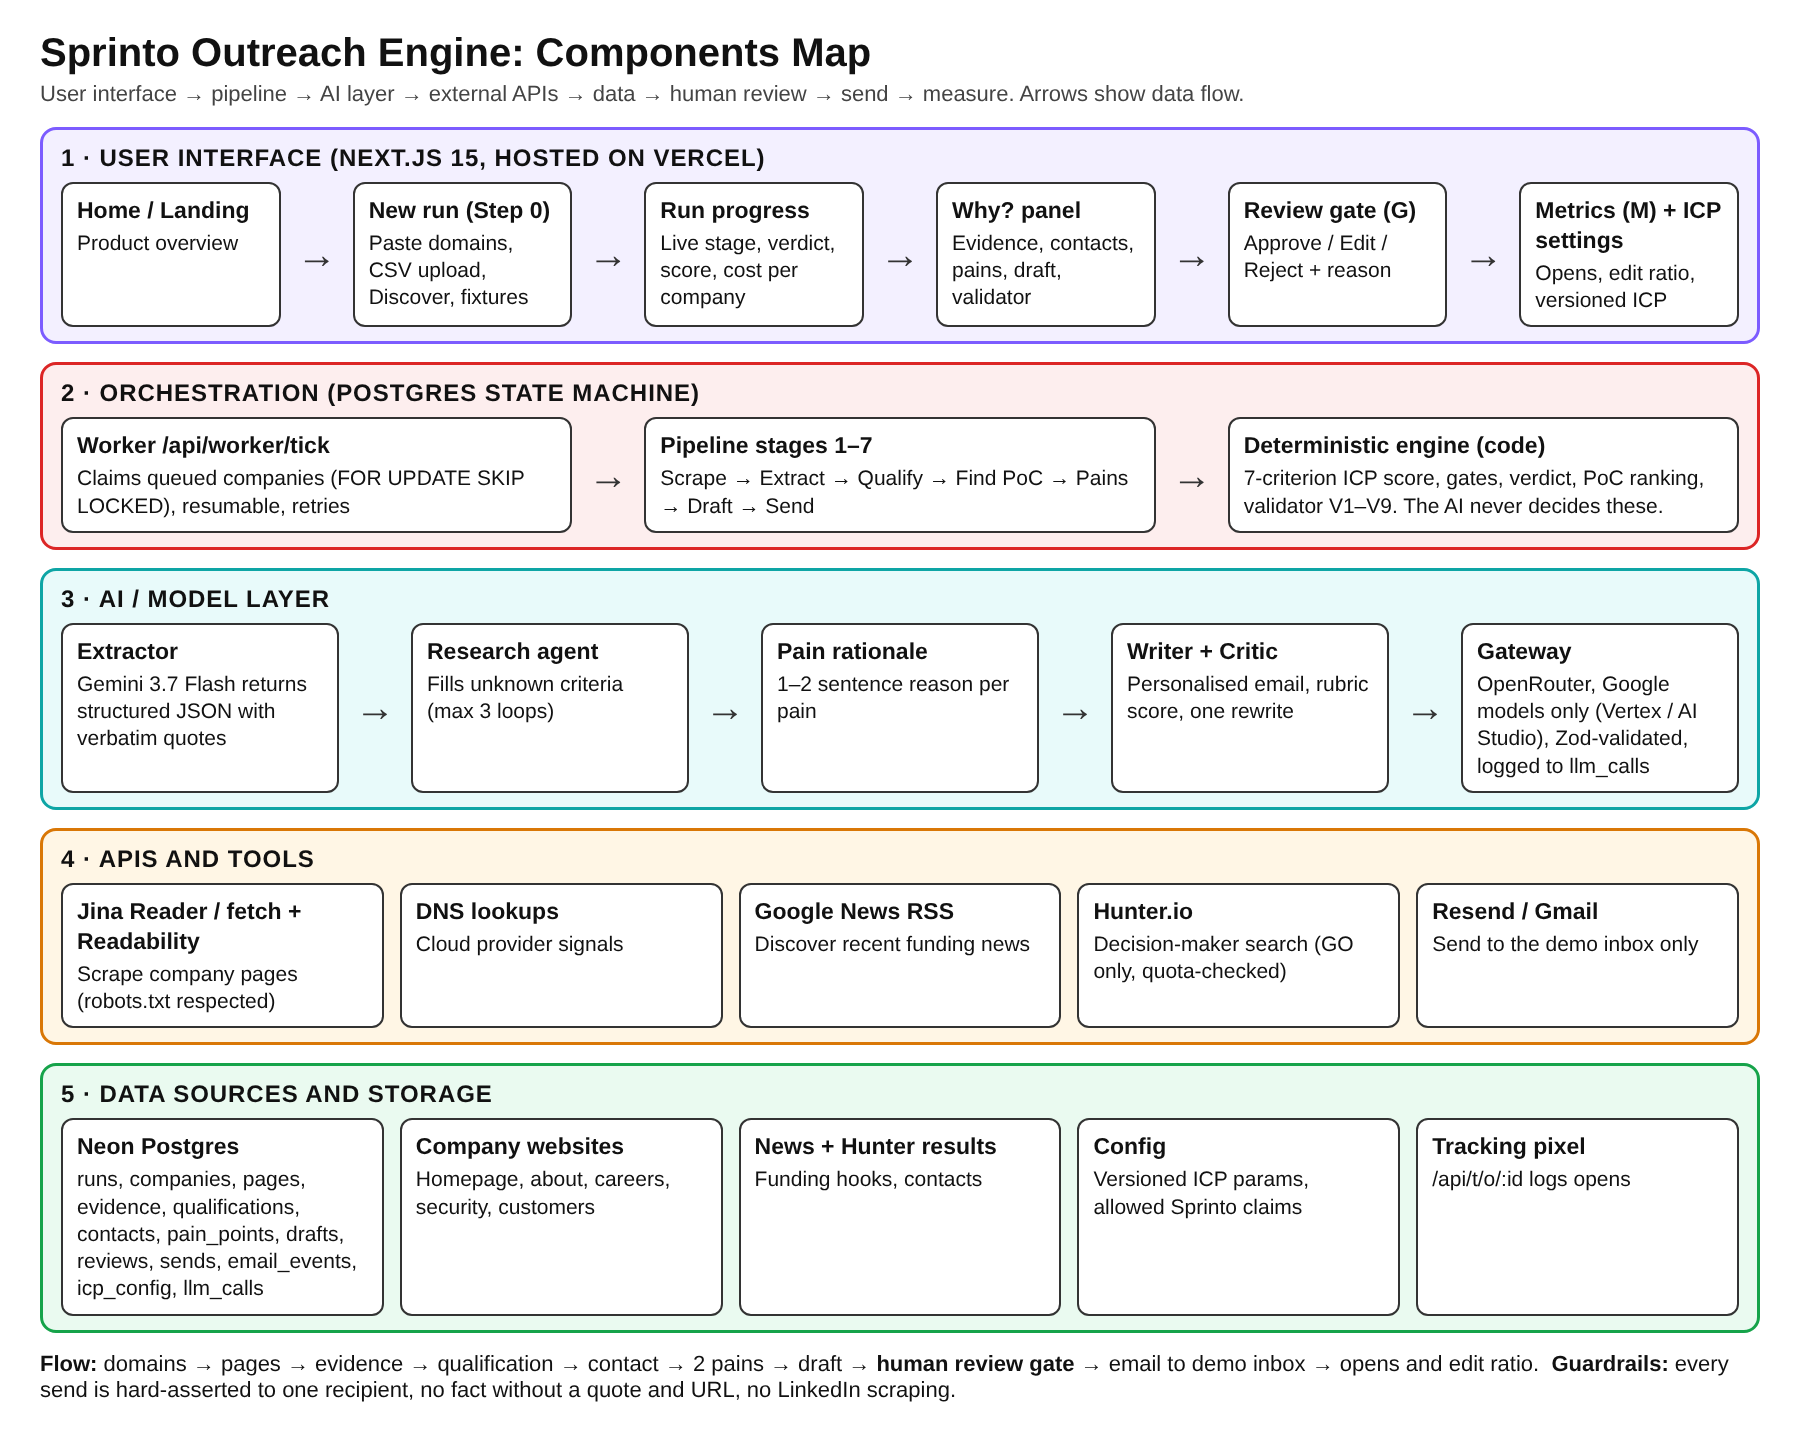 Sprinto Outreach Engine: Components Map
User interface → pipeline → AI layer → external APIs → data → human review → send → measure. Arrows show data flow.
1 · USER INTERFACE (NEXT.JS 15, HOSTED ON VERCEL)
Home / Landing
Product overview
→
New run (Step 0)
Paste domains,
CSV upload,
Discover, fixtures
→
Run progress
Live stage, verdict,
score, cost per
company
→
Why? panel
Evidence, contacts,
pains, draft,
validator
→
Review gate (G)
Approve / Edit /
Reject + reason
→
Metrics (M) + ICP
settings
Opens, edit ratio,
versioned ICP
2 · ORCHESTRATION (POSTGRES STATE MACHINE)
Worker /api/worker/tick
Claims queued companies (FOR UPDATE SKIP
LOCKED), resumable, retries
→
Pipeline stages 1–7
Scrape → Extract → Qualify → Find PoC → Pains
→ Draft → Send
→
Deterministic engine (code)
7-criterion ICP score, gates, verdict, PoC ranking,
validator V1–V9. The AI never decides these.
3 · AI / MODEL LAYER
Extractor
Gemini 3.7 Flash returns
structured JSON with
verbatim quotes
→
Research agent
Fills unknown criteria
(max 3 loops)
→
Pain rationale
1–2 sentence reason per
pain
→
Writer + Critic
Personalised email, rubric
score, one rewrite
→
Gateway
OpenRouter, Google
models only (Vertex / AI
Studio), Zod-validated,
logged to llm_calls
4 · APIS AND TOOLS
Jina Reader / fetch +
Readability
Scrape company pages
(robots.txt respected)
DNS lookups
Cloud provider signals
Google News RSS
Discover recent funding news
Hunter.io
Decision-maker search (GO
only, quota-checked)
Resend / Gmail
Send to the demo inbox only
5 · DATA SOURCES AND STORAGE
Neon Postgres
runs, companies, pages,
evidence, qualifications,
contacts, pain_points, drafts,
reviews, sends, email_events,
icp_config, llm_calls
Company websites
Homepage, about, careers,
security, customers
News + Hunter results
Funding hooks, contacts
Config
Versioned ICP params,
allowed Sprinto claims
Tracking pixel
/api/t/o/:id logs opens
Flow: domains → pages → evidence → qualification → contact → 2 pains → draft → human review gate → email to demo inbox → opens and edit ratio. Guardrails: every
send is hard-asserted to one recipient, no fact without a quote and URL, no LinkedIn scraping.